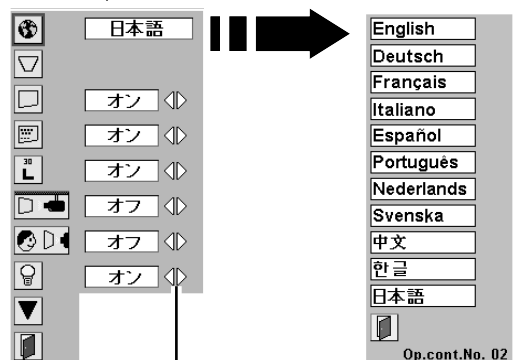 日本語
オン
オン
30
L
オン
オフ
オフ
オン
English
Deutsch
Français
Italiano
Español
Português
Nederlands
Svenska
中文
한글
日本語
Op.cont.No. 02